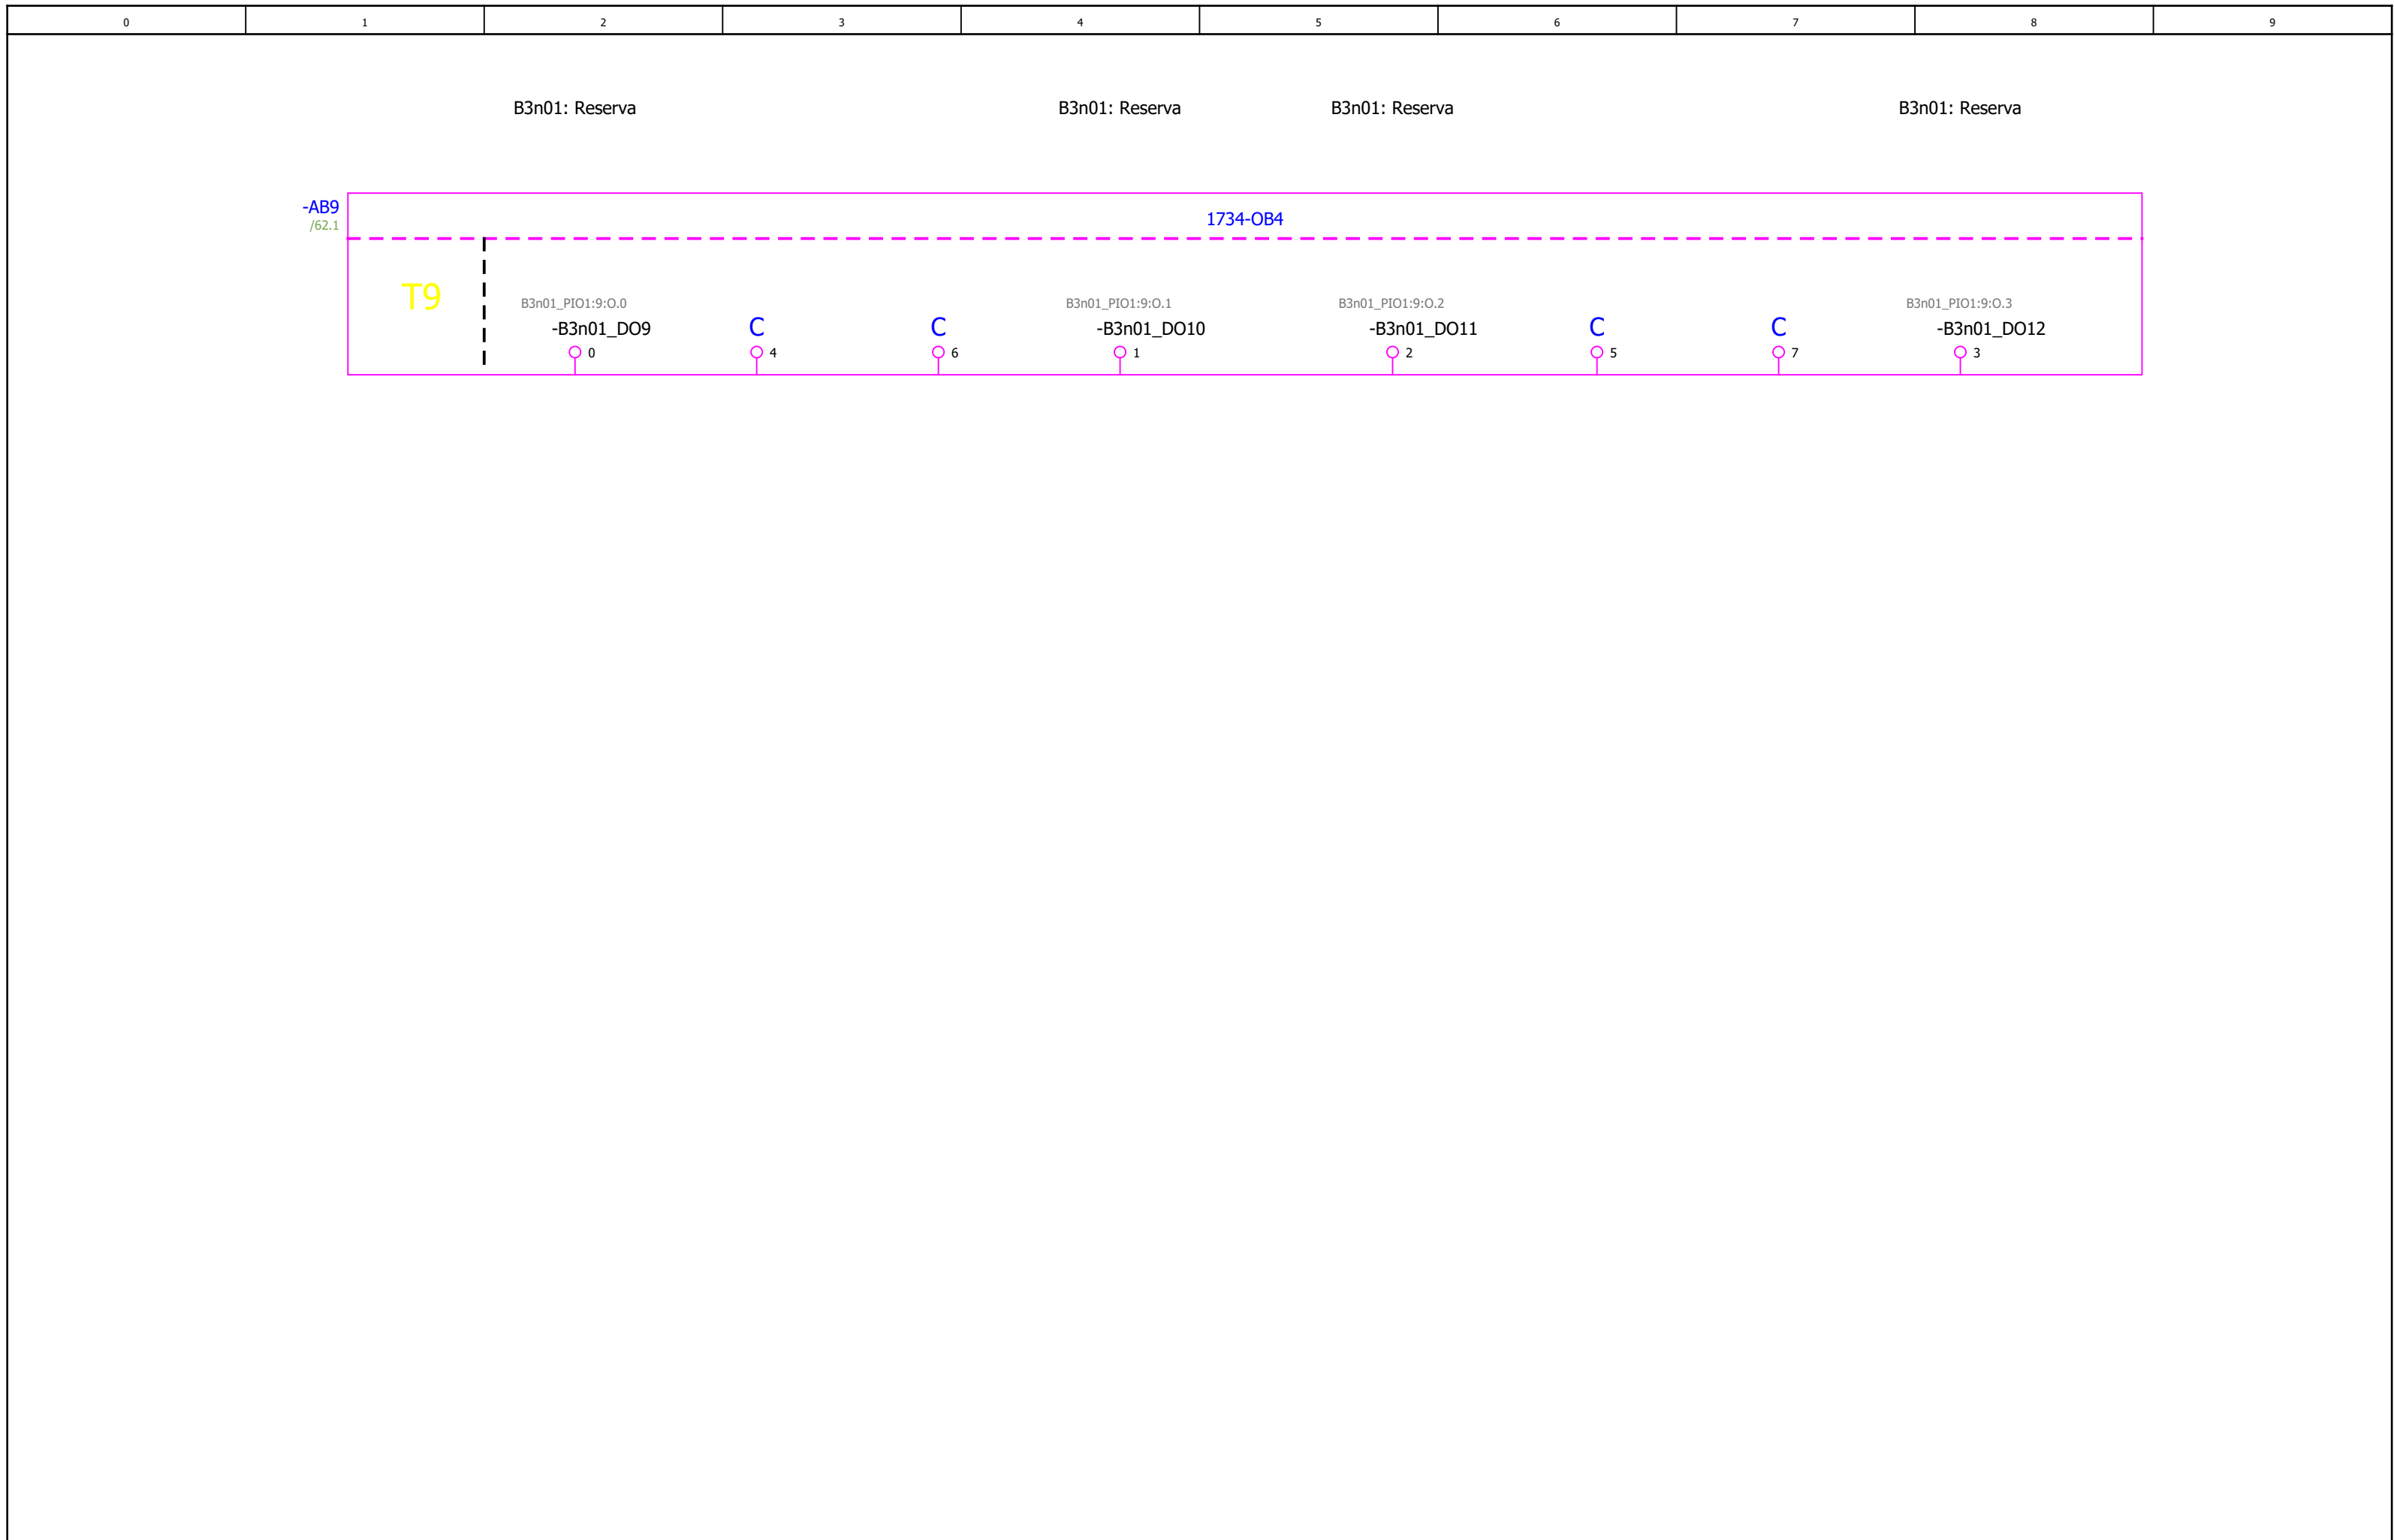 0 1 2 3 4 5 6 7 8 9
B3n01: Reserva B3n01: Reserva B3n01: Reserva B3n01: Reserva
-AB9
/62.1
1734-OB4
T9
B3n01_PIO1:9:O.0 B3n01_PIO1:9:O.1 B3n01_PIO1:9:O.2 B3n01_PIO1:9:O.3
-B3n01_DO9 C C -B3n01_DO10 -B3n01_DO11 C C -B3n01_DO12
0 4 6 1 2 5 7 3